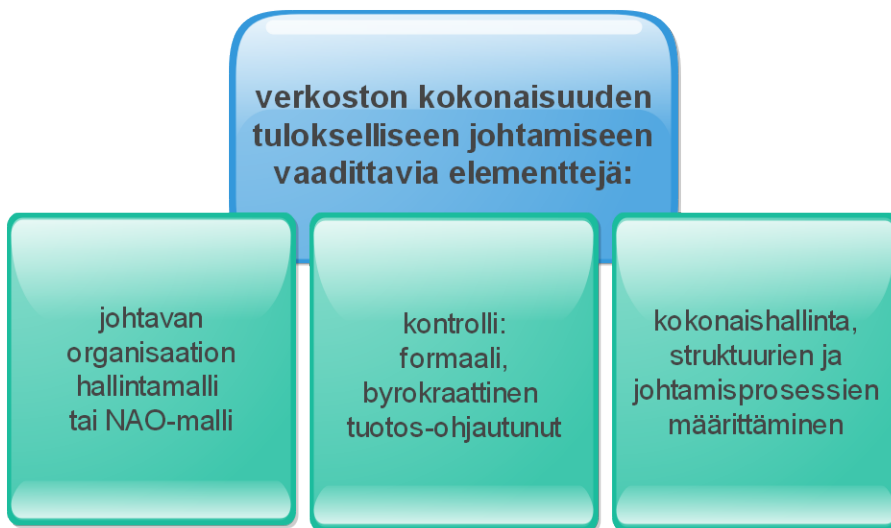 verkoston kokonaisuuden
tulokselliseen johtamiseen
vaadittavia elementtejä:
johtavan
organisaation
hallintamalli
tai NAO-malli
kontrolli:
formaali,
byrokraattinen
tuotos-ohjautunut
kokonaishallinta,
struktuurien ja
johtamisprosessien
määrittäminen